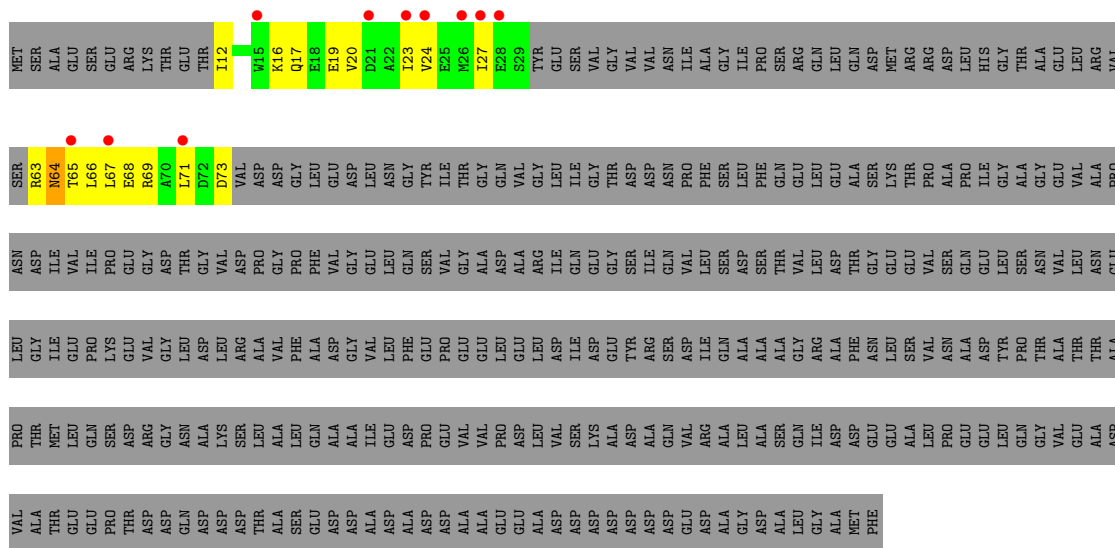 MET SER ALA GLU SER GLU ARG LYS THR GLU THR I12 W15 K16 Q17 E18 E19 V20 D21 A22 I23 V24 E25 M26 I27 E28 S29 TYR GLU SER VAL GLY VAL VAL ASN ILE ALA GLY ILE PRO SER ARG GLN LEU GLN ASP MET ARG ARG ASP LEU HIS GLY THR ALA GLU LEU ARG VAL
SER R63 N64 T65 L66 L67 E68 R69 A70 L71 D72 D73 VAL ASP ASP GLY LEU GLU ASP LEU ASN GLY TYR ILE THR GLY GLN VAL GLY LEU ILE GLY THR ASP ASP ASN PRO PHE SER LEU PHE GLN GLU LEU GLU ALA SER LYS THR PRO ALA PRO ILE GLY ALA GLY GLU VAL ALA PRO
ASN ASP ILE VAL ILE PRO GLU GLY ASP THR GLY VAL ASP PRO GLY PRO PHE VAL GLY GLU LEU GLN SER VAL GLY ALA ASP ALA ARG ILE GLN GLU GLY SER ILE GLN VAL LEU SER ASP SER THR VAL LEU ASP THR GLY GLU GLU VAL SER GLN GLU LEU SER ASN VAL LEU ASN GLU
LEU GLY ILE GLU PRO LYS GLU VAL GLY LEU ASP LEU ARG ALA VAL PHE ALA ASP GLY VAL LEU PHE GLU PRO GLU GLU LEU GLU LEU ASP ILE ASP GLU TYR ARG SER ASP ILE GLN ALA ALA ALA GLY ARG ALA PHE ASN LEU SER VAL ASN ALA ASP TYR PRO THR ALA THR THR ALA
PRO THR MET LEU GLN SER ASP ARG GLY ASN ALA LYS SER LEU ALA LEU GLN ALA ALA ILE GLU ASP PRO GLU VAL VAL PRO ASP LEU VAL SER LYS ALA ASP ALA GLN VAL ARG ALA LEU ALA SER GLN ILE ASP ASP GLU GLU ALA LEU PRO GLU GLU LEU GLN GLY VAL GLU ALA ASP
VAL ALA THR GLU GLU PRO THR ASP ASP GLN ASP ASP ASP THR ALA SER GLU ASP ASP ALA ASP ALA ASP ASP ALA ALA GLU GLU ALA ASP ASP ASP ASP ASP ASP GLU ASP ALA GLY ASP ALA LEU GLY ALA MET PHE